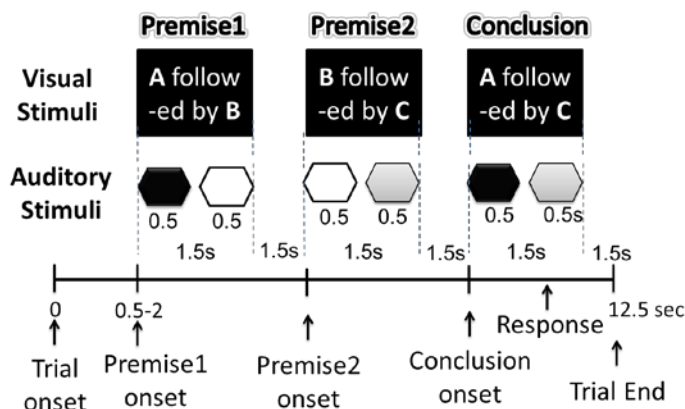 Premise1 Premise2 Conclusion
Visual
Stimuli
A follow
-ed by B
B follow
-ed by C
A follow
-ed by C
Auditory
Stimuli
0.5 0.5 0.5 0.5 0.5 0.5s
1.5s 1.5s 1.5s 1.5s 1.5s 1.5s
0 0.5-2 12.5 sec
Response
Trial
onset
Premise1
onset
Premise2
onset
Conclusion
onset
Trial End